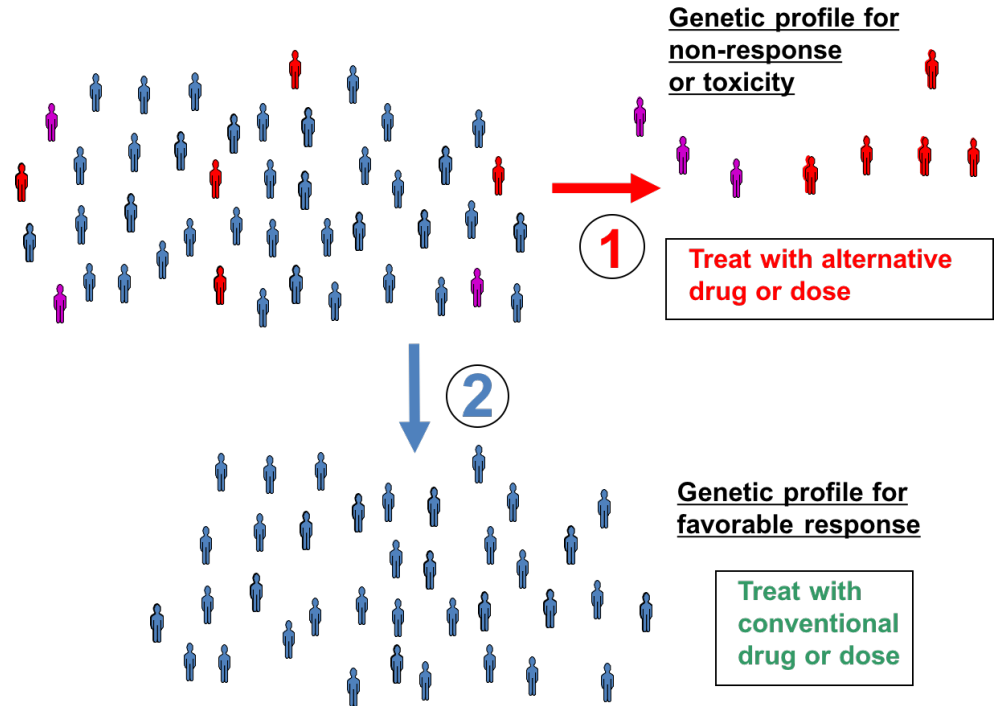 Genetic profile for
non-response
or toxicity
1
Treat with alternative
drug or dose
2
Genetic profile for
favorable response
Treat with
conventional
drug or dose